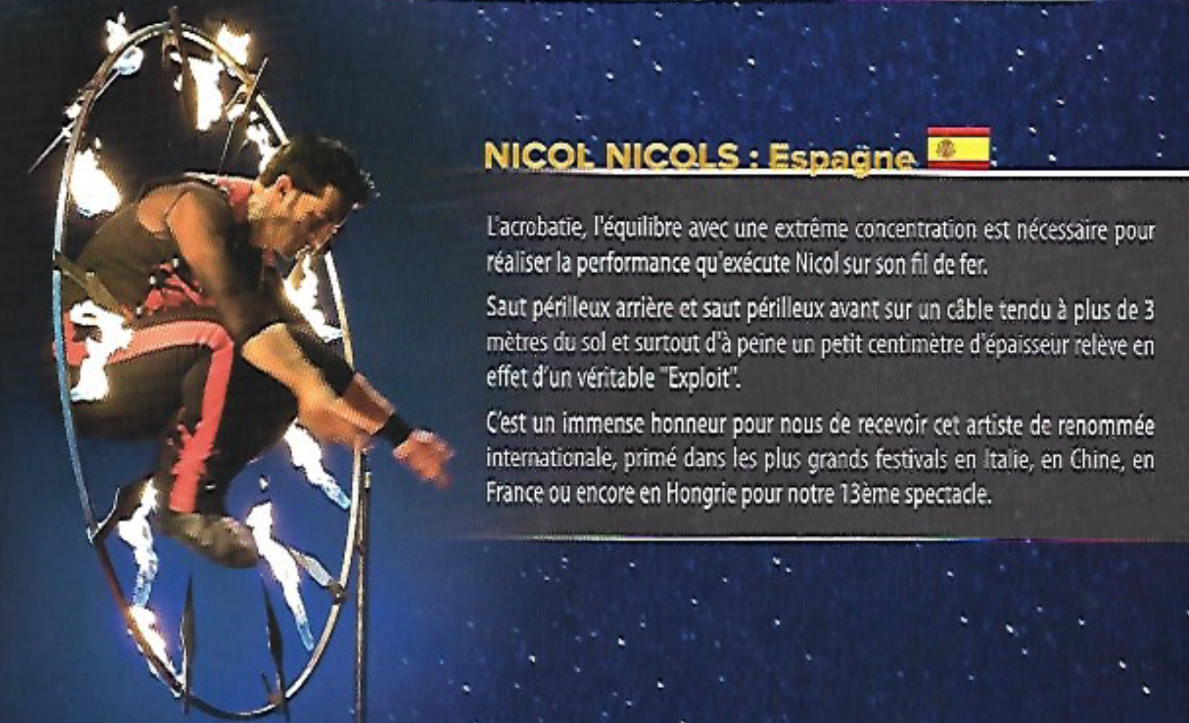 NICOL NICOLS : Espagne
L'acrobatie, l'équilibre avec une extrême concentration est nécessaire pour
réaliser la performance qu'exécute Nicol sur son fil de fer.
Saut périlleux arrière et saut périlleux avant sur un câble tendu à plus de 3
mètres du sol et surtout d'à peine un petit centimètre d'épaisseur relève en
effet d'un véritable "Exploit".
C'est un immense honneur pour nous de recevoir cet artiste de renommée
internationale, primé dans les plus grands festivals en Italie, en Chine, en
France ou encore en Hongrie pour notre 13ème spectacle.